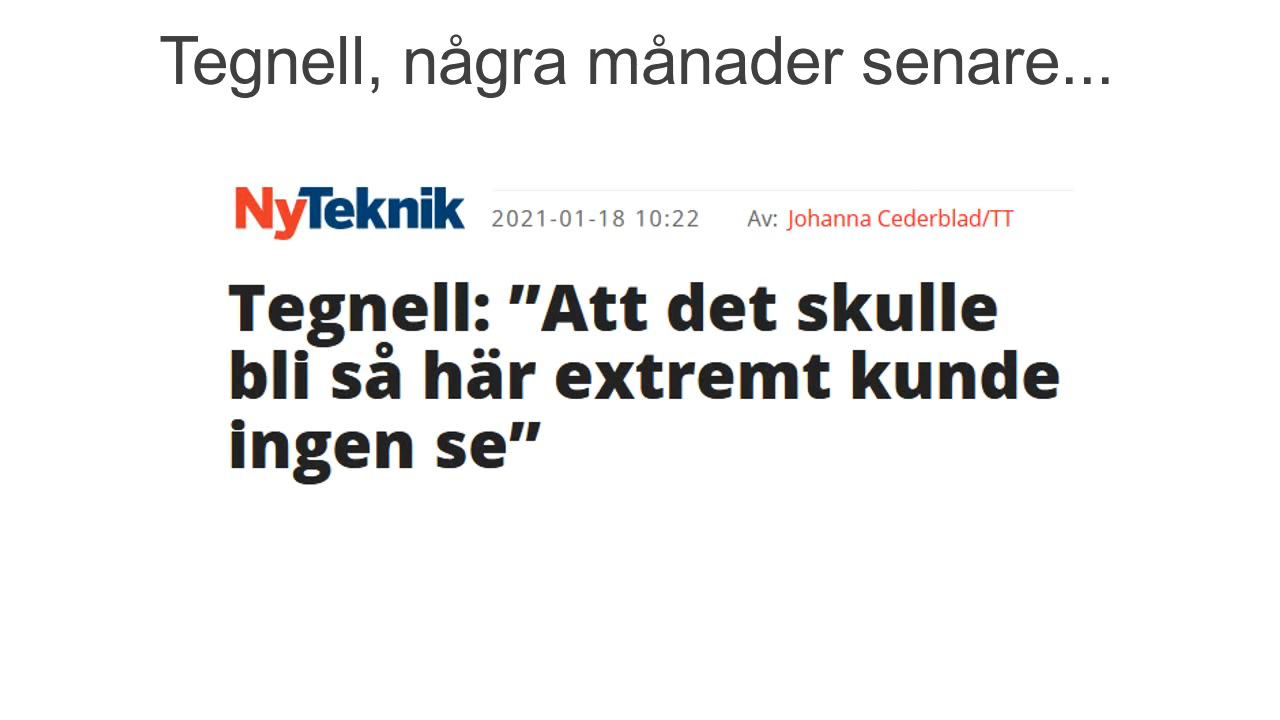 Tegnell, några månader senare...
NyTeknik 2021-01-18 10:22 Av: Johanna Cederblad/TT
Tegnell: ”Att det skulle
bli så här extremt kunde
ingen se”